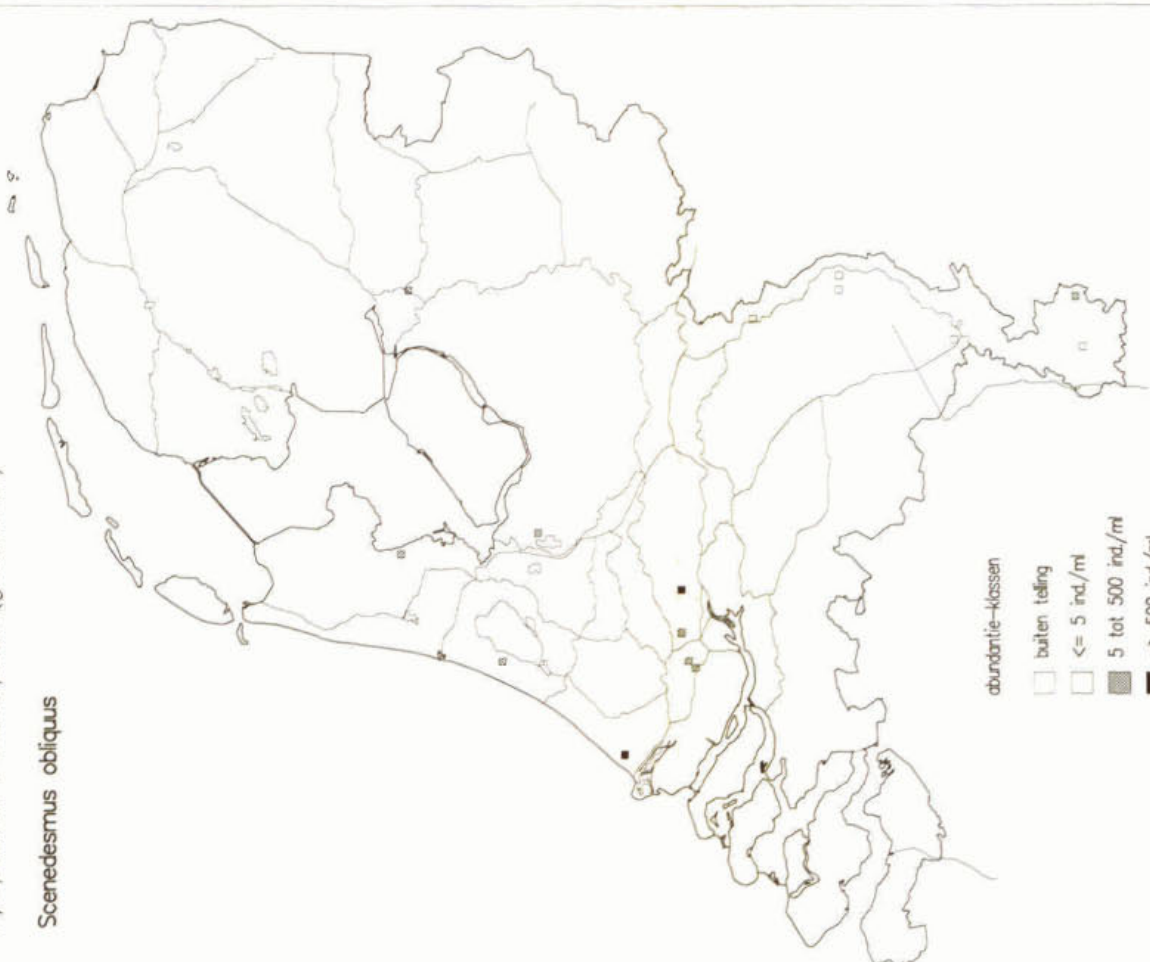 Scenedesmus obliquus
abundantie-klassen
buiten telling
<= 5 ind./ml
5 tot 500 ind./ml